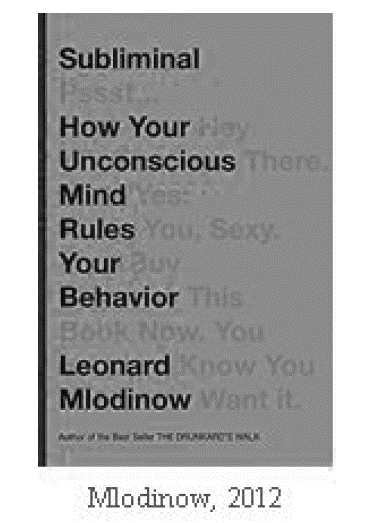 Subliminal
Pssst...
How Your Hey
Unconscious There.
Mind Yes.
Rules You, Sexy.
Your Buy
Behavior This
Book Now. You
Leonard Know You
Mlodinow Want it.
Author of the Best Seller THE DRUNKARD'S WALK
Mlodinow, 2012